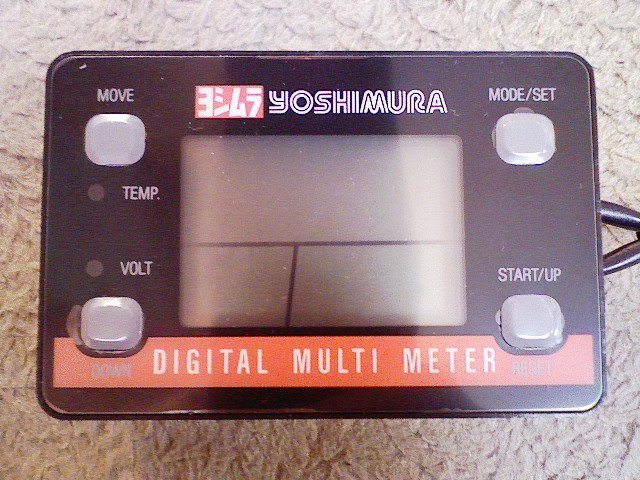 MOVE
ヨシムラ YOSHIMURA
MODE/SET
TEMP.
VOLT
START/UP
DOWN
DIGITAL MULTI METER
RESET